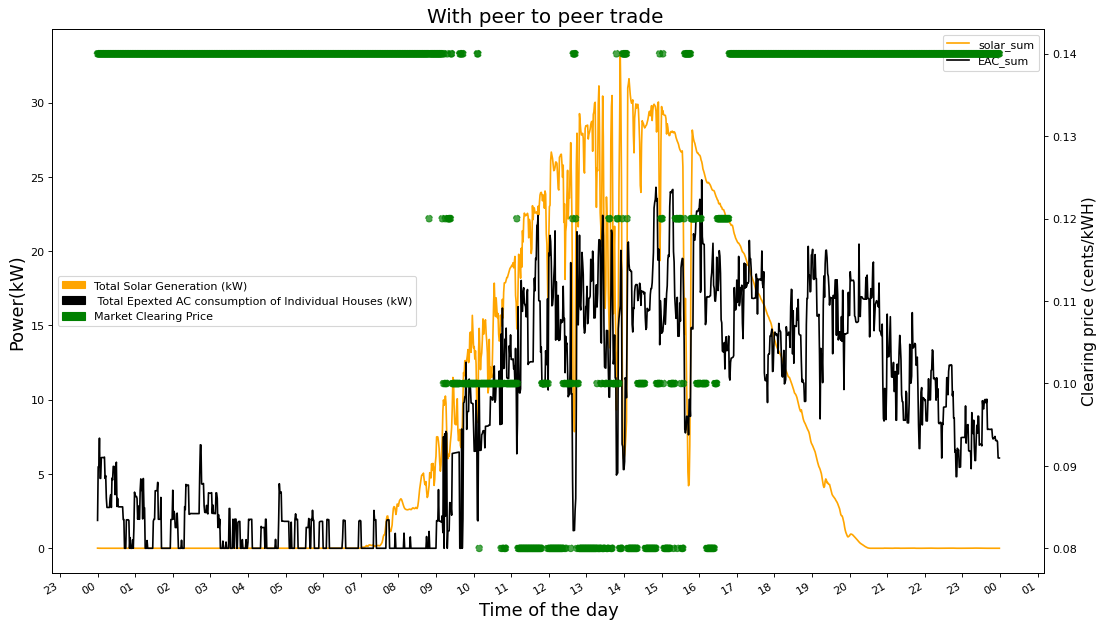 With peer to peer trade
solar_sum
EAC_sum
Total Solar Generation (kW)
Total Epexted AC consumption of Individual Houses (kW)
Market Clearing Price
Power(kW)
30
25
20
15
10
5
0
Clearing price (cents/kWH)
0.14
0.13
0.12
0.11
0.10
0.09
0.08
23 00 01 02 03 04 05 06 07 08 09 10 11 12 13 14 15 16 17 18 19 20 21 22 23 00 01
Time of the day